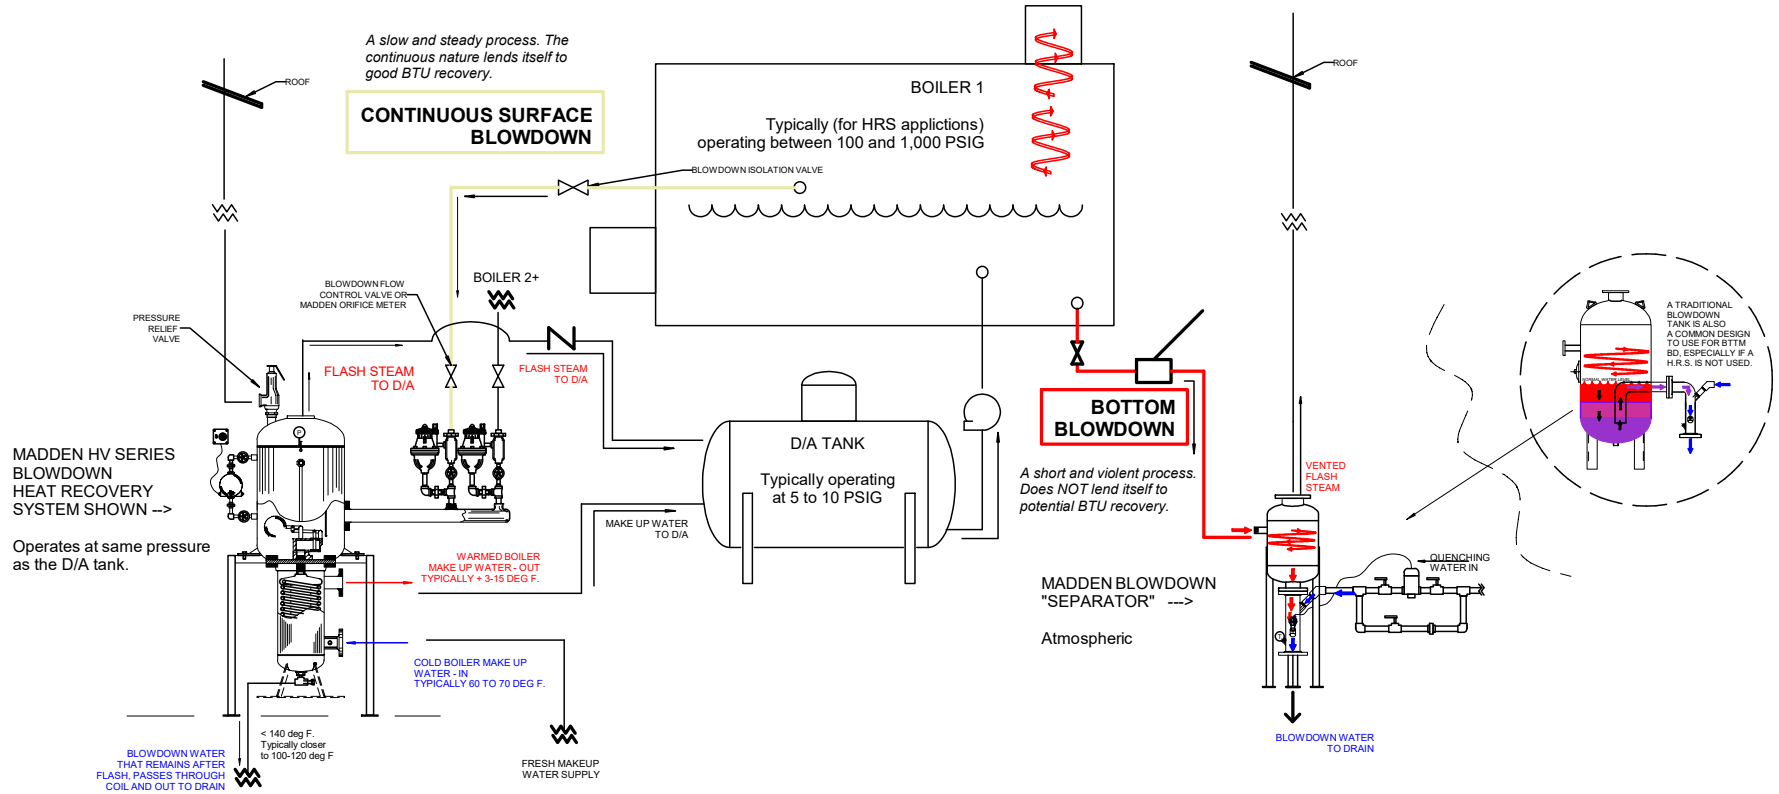 A slow and steady process. The
continuous nature lends itself to
good BTU recovery.
CONTINUOUS SURFACE
BLOWDOWN
ROOF
BOILER 1
Typically (for HRS applictions)
operating between 100 and 1,000 PSIG
BLOWDOWN ISOLATION VALVE
ROOF
BOILER 2+
BLOWDOWN FLOW
CONTROL VALVE OR
MADDEN ORIFICE METER
PRESSURE
RELIEF
VALVE
FLASH STEAM
TO D/A
FLASH STEAM
TO D/A
P
MADDEN HV SERIES
BLOWDOWN
HEAT RECOVERY
SYSTEM SHOWN -->
Operates at same pressure
as the D/A tank.
D/A TANK
Typically operating
at 5 to 10 PSIG
MAKE UP WATER
TO D/A
WARMED BOILER
MAKE UP WATER - OUT
TYPICALLY + 3-15 DEG F.
COLD BOILER MAKE UP
WATER - IN
TYPICALLY 60 TO 70 DEG F.
< 140 deg F.
Typically closer
to 100-120 deg F
BLOWDOWN WATER
THAT REMAINS AFTER
FLASH, PASSES THROUGH
COIL AND OUT TO DRAIN
FRESH MAKEUP
WATER SUPPLY
BOTTOM
BLOWDOWN
A short and violent process.
Does NOT lend itself to
potential BTU recovery.
VENTED
FLASH
STEAM
MADDEN BLOWDOWN
"SEPARATOR" --->
Atmospheric
QUENCHING
WATER IN
T
BLOWDOWN WATER
TO DRAIN
A TRADITIONAL
BLOWDOWN
TANK IS ALSO
A COMMON DESIGN
TO USE FOR BTTM
BD, ESPECIALLY IF A
H.R.S. IS NOT USED.
NORMAL WATER LEVEL